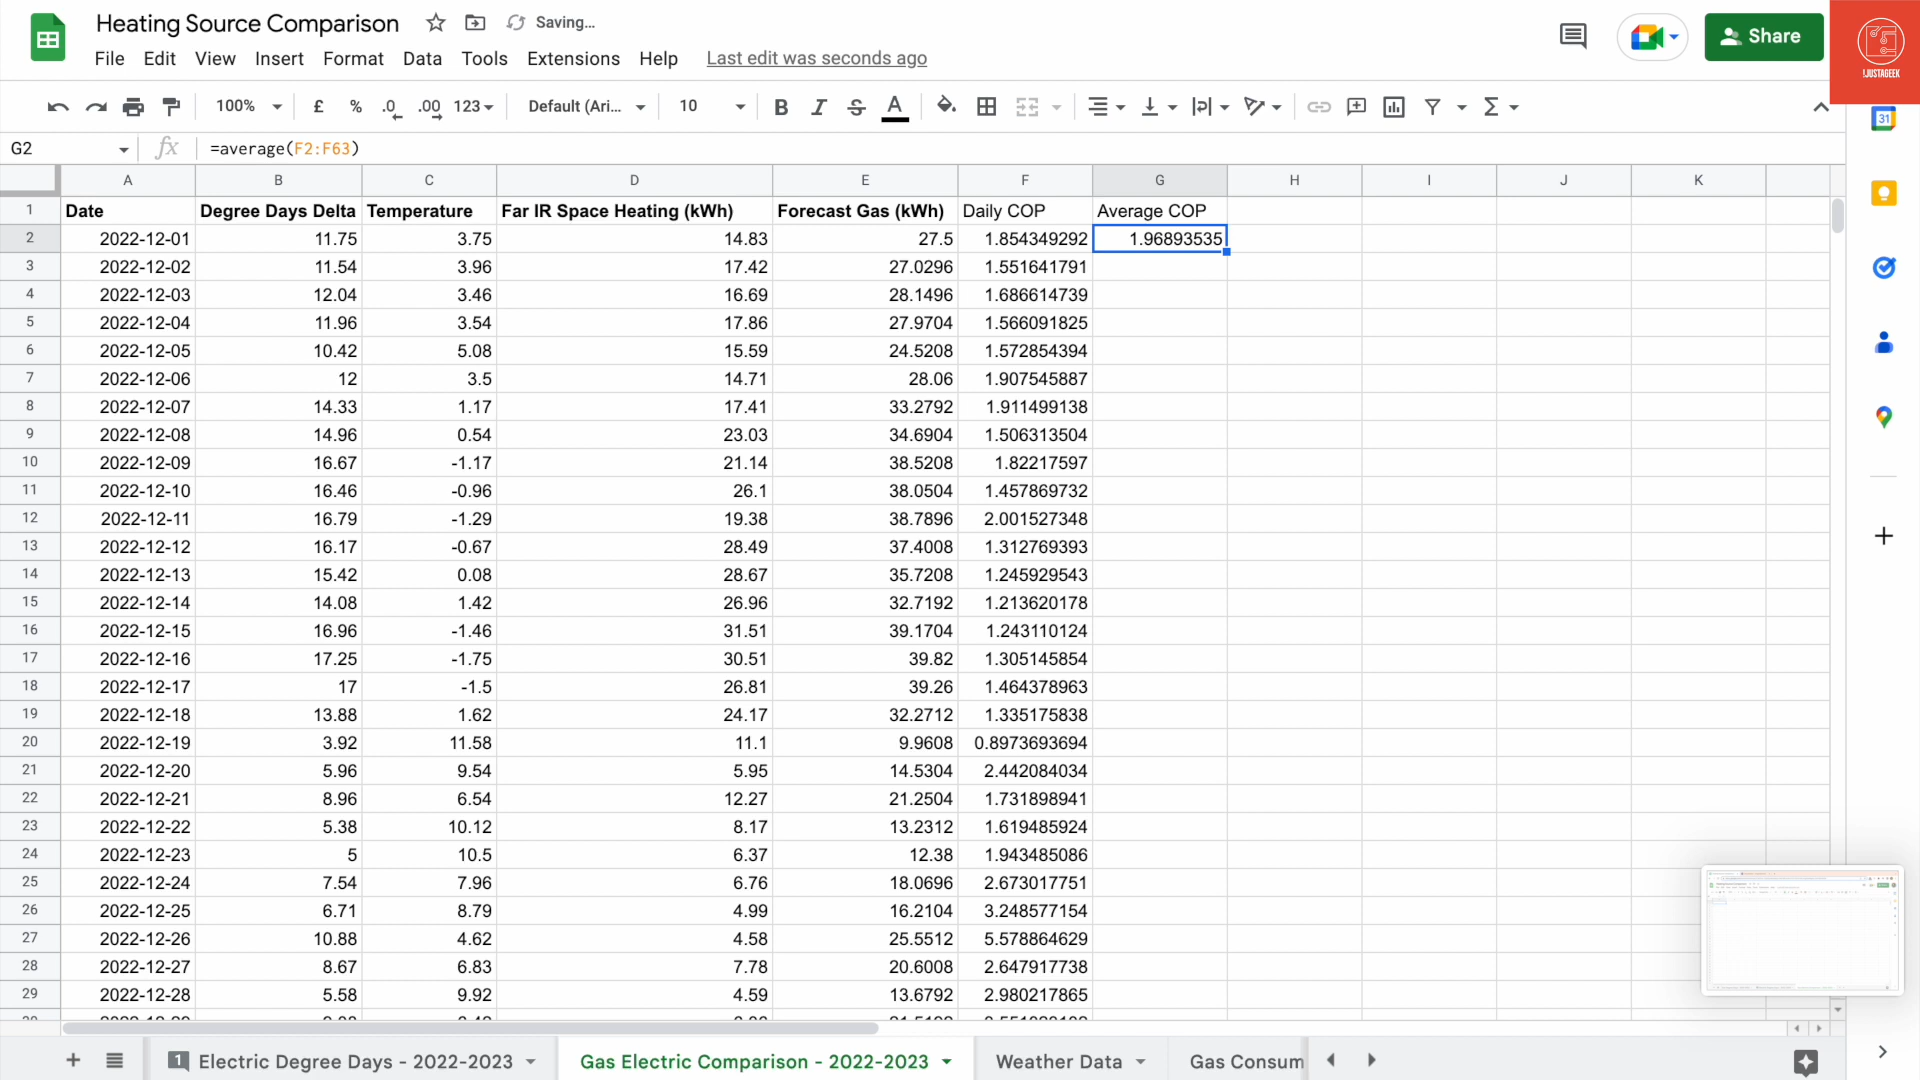 Heating Source Comparison Saving...
File Edit View Insert Format Data Tools Extensions Help Last edit was seconds ago
Share
!JUSTAGEEK
100% £ % .0 .00 123 Default (Ari... 10 B I S A Σ
31
G2 fx =average(F2:F63)
A B C D E F G H I J K
1 Date Degree Days Delta Temperature Far IR Space Heating (kWh) Forecast Gas (kWh) Daily COP Average COP
2 2022-12-01 11.75 3.75 14.83 27.5 1.854349292 1.96893535
3 2022-12-02 11.54 3.96 17.42 27.0296 1.551641791
4 2022-12-03 12.04 3.46 16.69 28.1496 1.686614739
5 2022-12-04 11.96 3.54 17.86 27.9704 1.566091825
6 2022-12-05 10.42 5.08 15.59 24.5208 1.572854394
7 2022-12-06 12 3.5 14.71 28.06 1.907545887
8 2022-12-07 14.33 1.17 17.41 33.2792 1.911499138
9 2022-12-08 14.96 0.54 23.03 34.6904 1.506313504
10 2022-12-09 16.67 -1.17 21.14 38.5208 1.82217597
11 2022-12-10 16.46 -0.96 26.1 38.0504 1.457869732
12 2022-12-11 16.79 -1.29 19.38 38.7896 2.001527348
13 2022-12-12 16.17 -0.67 28.49 37.4008 1.312769393
14 2022-12-13 15.42 0.08 28.67 35.7208 1.245929543
15 2022-12-14 14.08 1.42 26.96 32.7192 1.213620178
16 2022-12-15 16.96 -1.46 31.51 39.1704 1.243110124
17 2022-12-16 17.25 -1.75 30.51 39.82 1.305145854
18 2022-12-17 17 -1.5 26.81 39.26 1.464378963
19 2022-12-18 13.88 1.62 24.17 32.2712 1.335175838
20 2022-12-19 3.92 11.58 11.1 9.9608 0.8973693694
21 2022-12-20 5.96 9.54 5.95 14.5304 2.442084034
22 2022-12-21 8.96 6.54 12.27 21.2504 1.731898941
23 2022-12-22 5.38 10.12 8.17 13.2312 1.619485924
24 2022-12-23 5 10.5 6.37 12.38 1.943485086
25 2022-12-24 7.54 7.96 6.76 18.0696 2.673017751
26 2022-12-25 6.71 8.79 4.99 16.2104 3.248577154
27 2022-12-26 10.88 4.62 4.58 25.5512 5.578864629
28 2022-12-27 8.67 6.83 7.78 20.6008 2.647917738
29 2022-12-28 5.58 9.92 4.59 13.6792 2.980217865
1 Electric Degree Days - 2022-2023 Gas Electric Comparison - 2022-2023 Weather Data Gas Consum